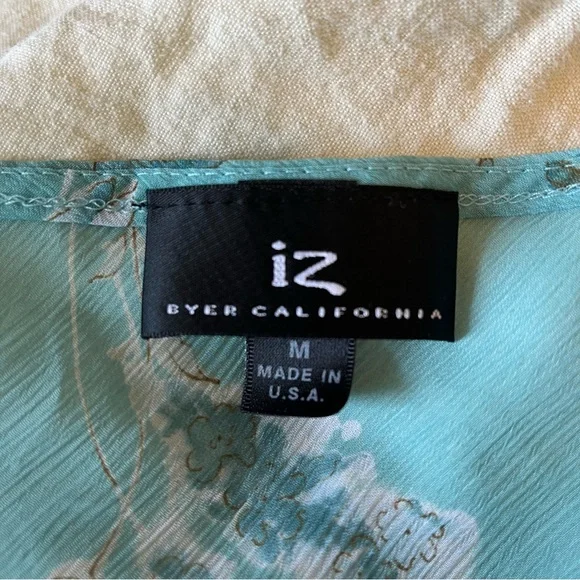 iz
BYER CALIFORNIA
M
MADE IN
U.S.A.